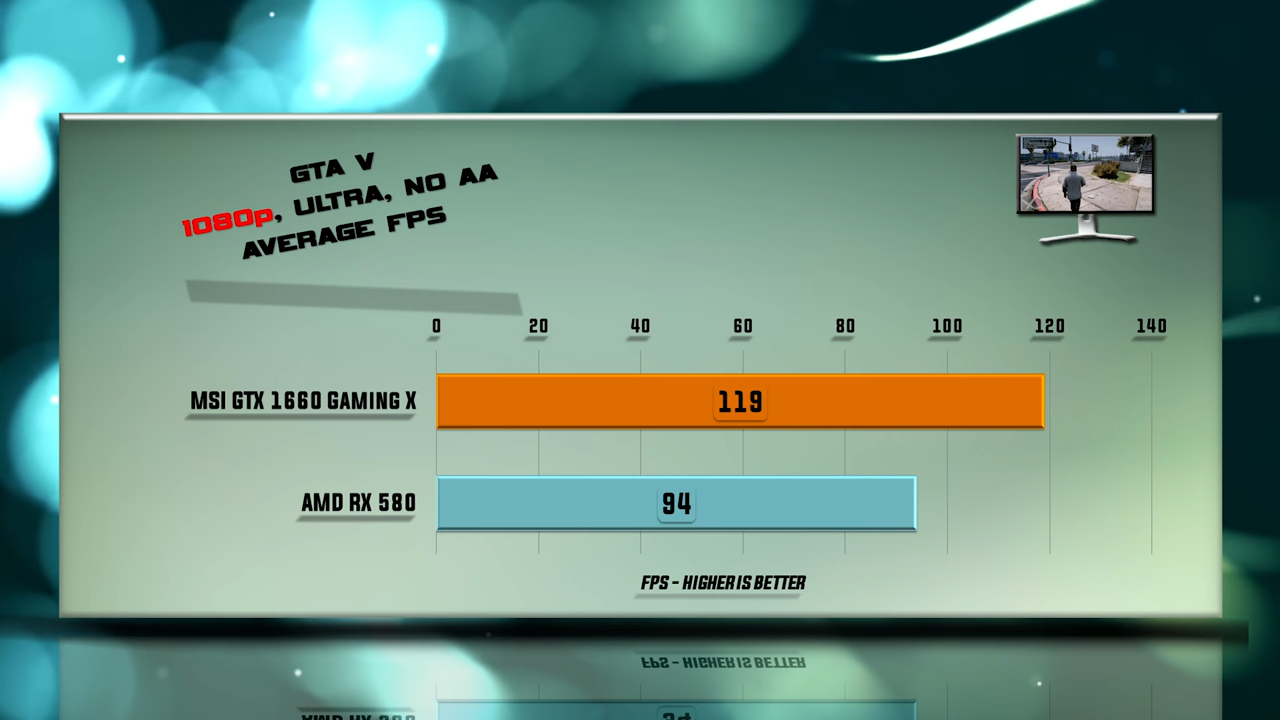 GTA V
1080p, ULTRA, NO AA
AVERAGE FPS
0 20 40 60 80 100 120 140
MSI GTX 1660 GAMING X
119
AMD RX 580
94
FPS - HIGHER IS BETTER